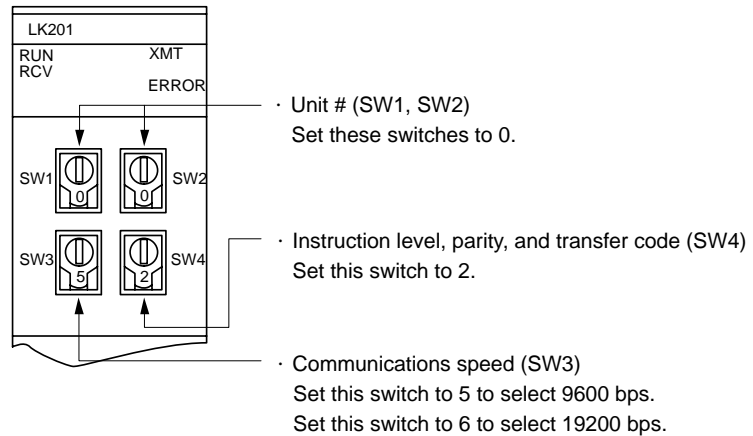 LK201
RUN XMT
RCV
ERROR
· Unit # (SW1, SW2)
Set these switches to 0.
SW1 0 0 SW2
· Instruction level, parity, and transfer code (SW4)
Set this switch to 2.
SW3 5 2 SW4
· Communications speed (SW3)
Set this switch to 5 to select 9600 bps.
Set this switch to 6 to select 19200 bps.